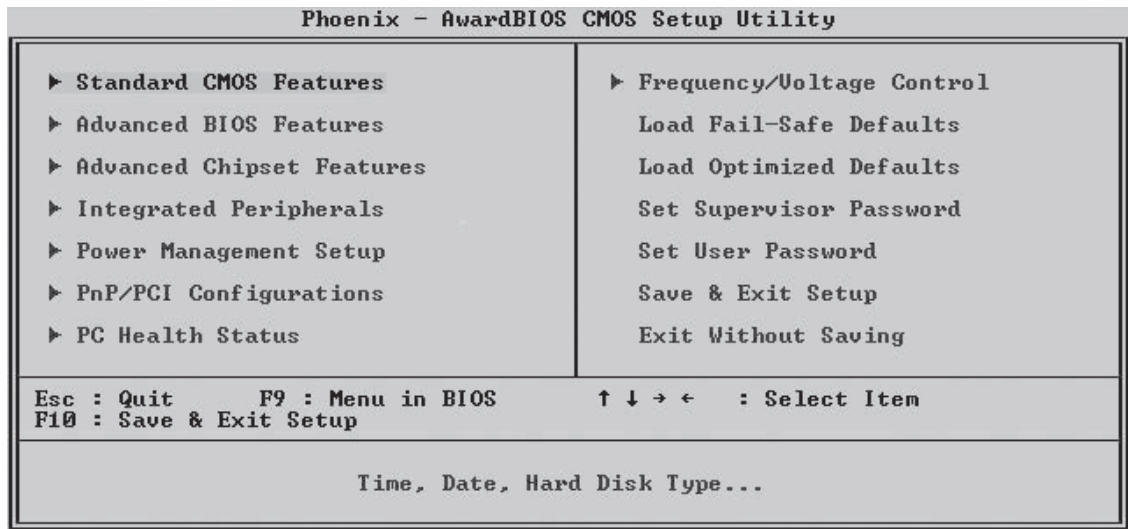 Phoenix - AwardBIOS CMOS Setup Utility
▶ Standard CMOS Features
▶ Advanced BIOS Features
▶ Advanced Chipset Features
▶ Integrated Peripherals
▶ Power Management Setup
▶ PnP/PCI Configurations
▶ PC Health Status
▶ Frequency/Voltage Control
Load Fail-Safe Defaults
Load Optimized Defaults
Set Supervisor Password
Set User Password
Save & Exit Setup
Exit Without Saving
Esc : Quit F9 : Menu in BIOS ↑ ↓ → ← : Select Item
F10 : Save & Exit Setup
Time, Date, Hard Disk Type...